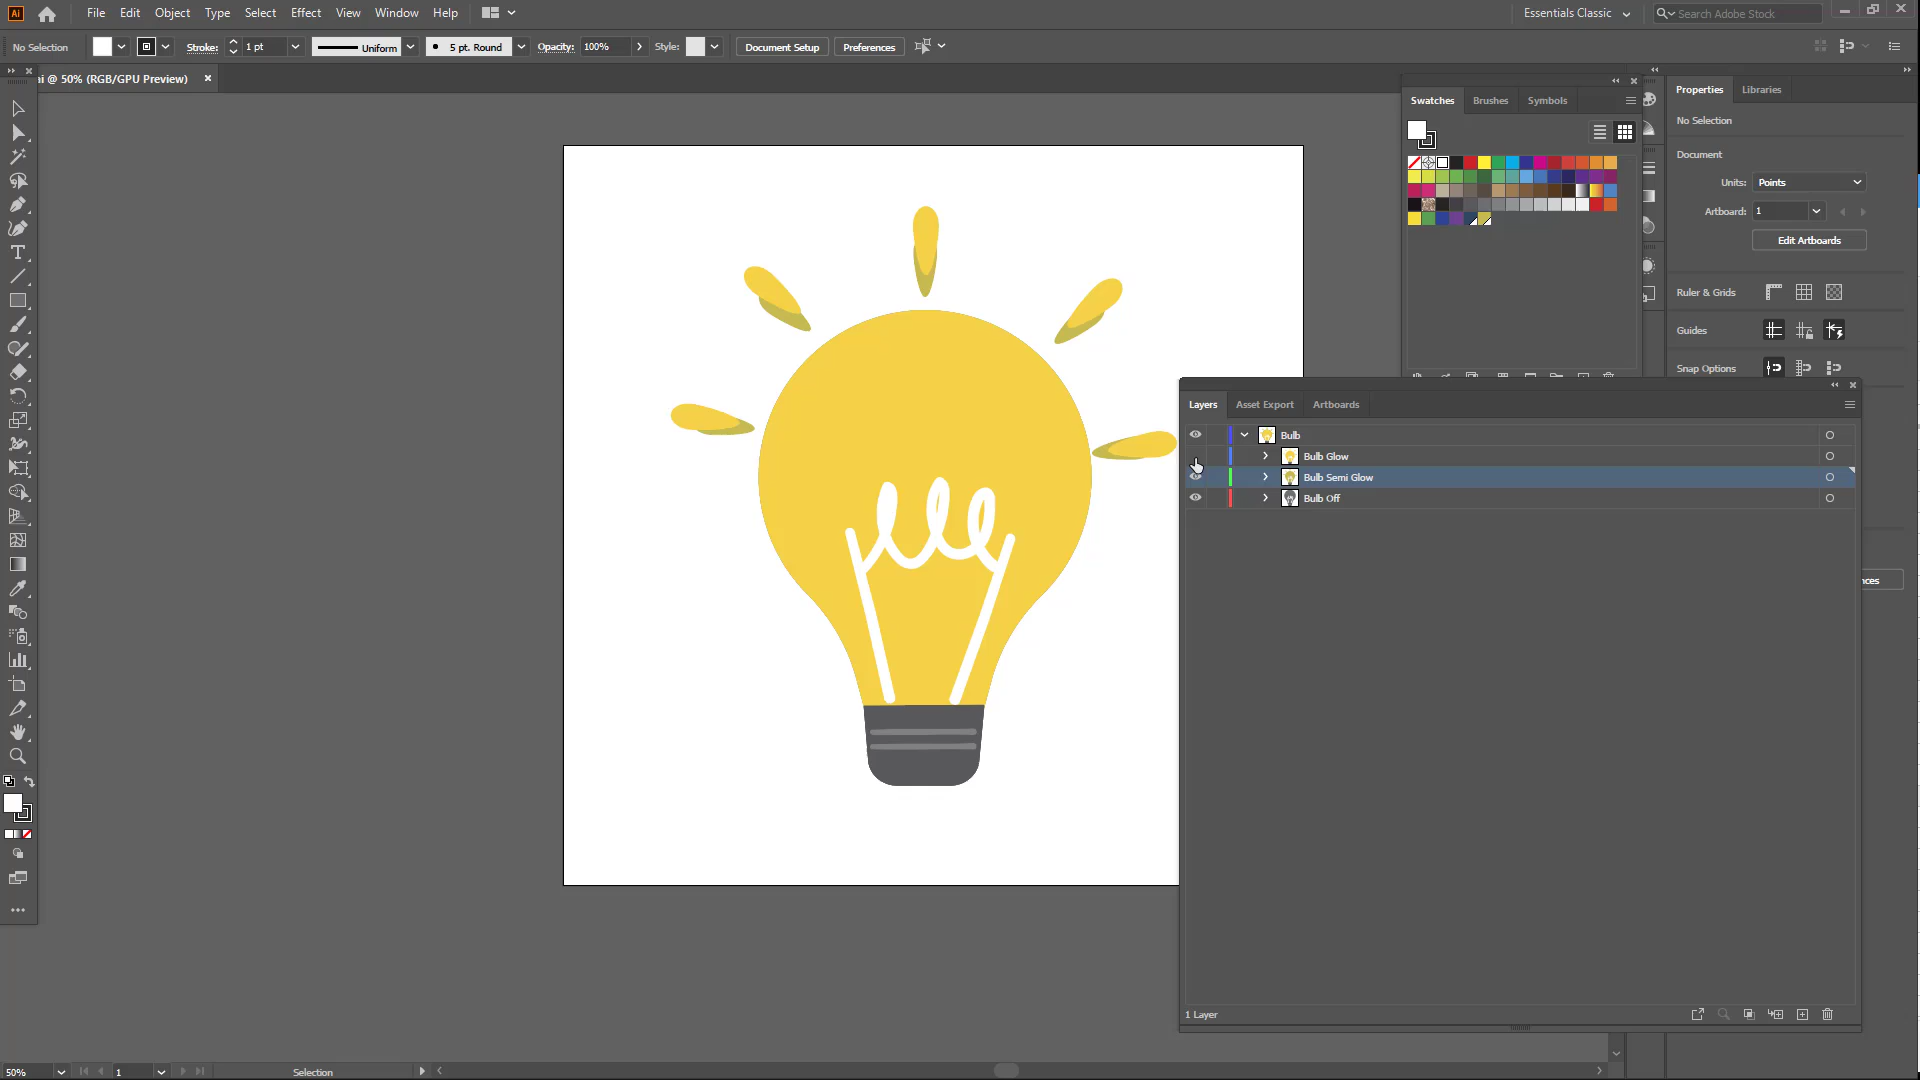 Ai File Edit Object Type Select Effect View Window Help Essentials Classic Search Adobe Stock
No Selection Stroke: 1 pt Uniform 5 pt. Round Opacity: 100% Style: Document Setup Preferences
ai @ 50% (RGB/GPU Preview)
Swatches Brushes Symbols
Properties Libraries
No Selection
Document
Units: Points
Artboard: 1
Edit Artboards
Ruler & Grids
Guides
Snap Options
Layers Asset Export Artboards
Bulb
Bulb Glow
Bulb Semi Glow
Bulb Off
nces
1 Layer
50% 1 Selection